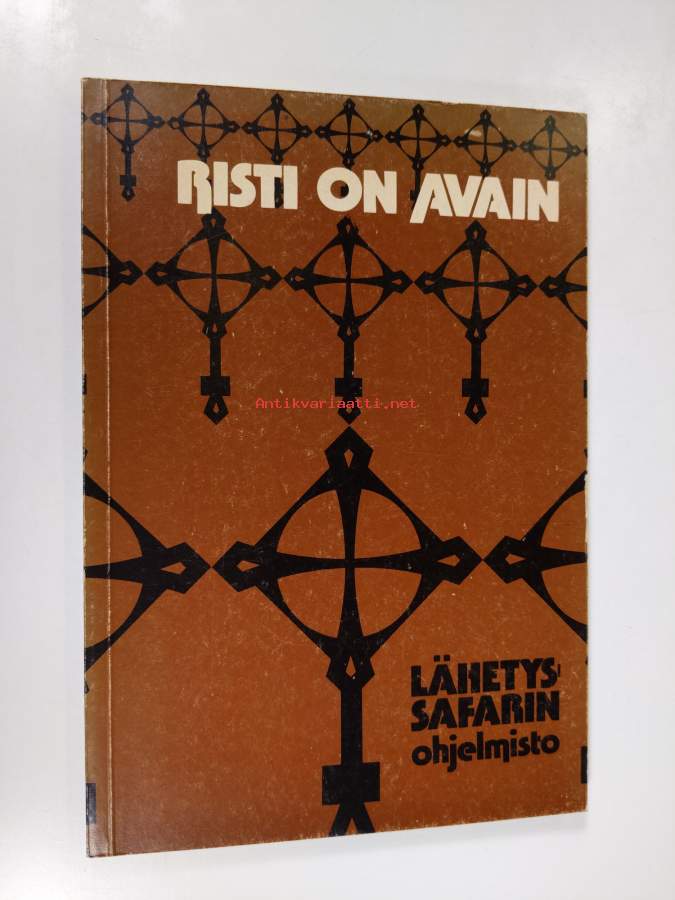 RISTI ON AVAIN
Antikvariaatti.net
LÄHETYS-
SAFARIN
ohjelmisto